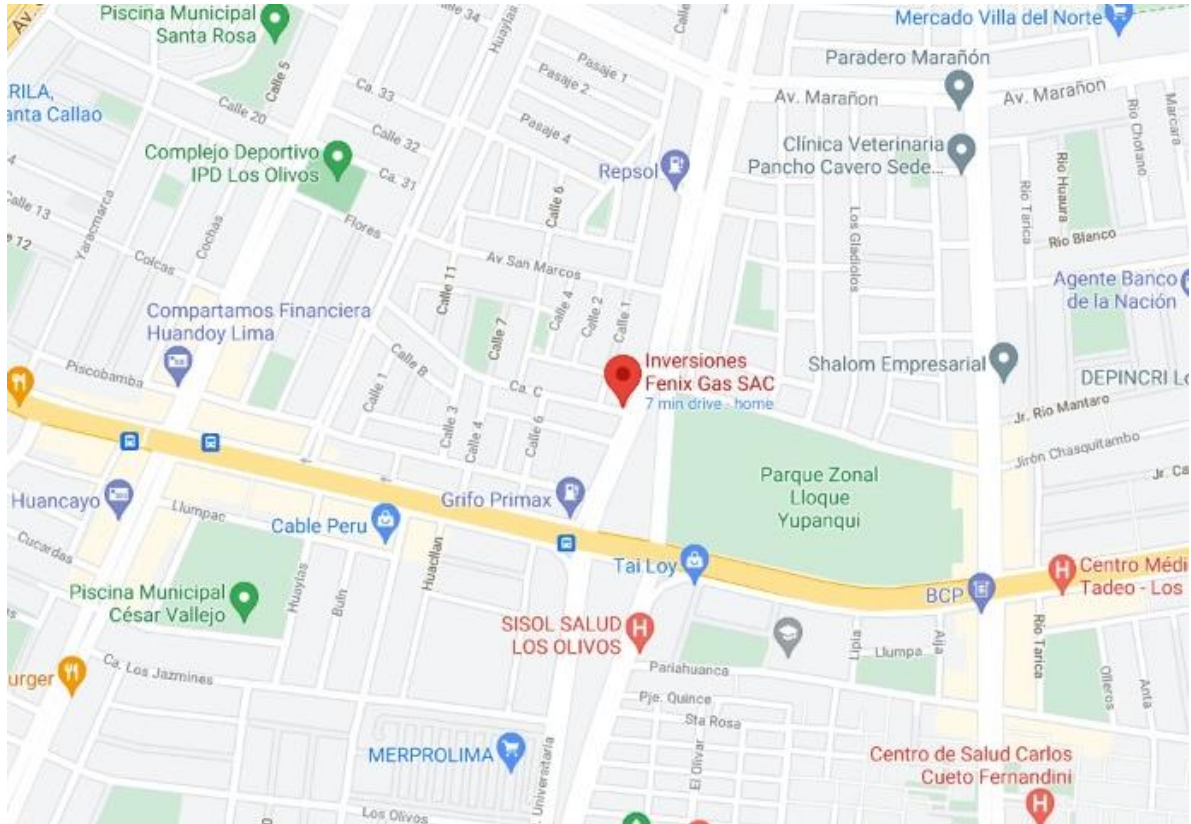 Piscina Municipal
Santa Rosa
Calle 34
Huaylas
Mercado Villa del Norte
Paradero Marañón
Av. Marañon
Av. Marañon
Calle 5
Ca. 33
Pasaje 1
Pasaje 2
Pasaje 4
RILA,
anta Callao
Calle 20
Calle 32
Complejo Deportivo
IPD Los Olivos
Ca. 31
Repsol
Clínica Veterinaria
Pancho Cavero Sede...
Rio Chotano
Marcara
Rio Huaura
Rio Tarica
Calle 13
Yaracmarca
Cochas
Flores
Calle 6
Los Gladiolos
Rio Blanco
e 12
Colcas
Calle 11
Av San Marcos
Agente Banco
de la Nación
Compartamos Financiera
Huandoy Lima
Calle 7
Calle 4
Calle 2
Calle 1
Piscobamba
Calle 1
Calle B
Ca. C
Inversiones
Fenix Gas SAC
7 min drive - home
Shalom Empresarial
DEPINCRI Lo
Calle 3
Calle 4
Calle 6
Jr. Rio Mantaro
Jirón Chasquitambo
Jr. Ca
Huancayo
Llumpac
Cable Peru
Grifo Primax
Parque Zonal
Lloque
Yupanqui
Cucardas
Huaylas
Buin
Huacllan
Tai Loy
BCP
Centro Médi
Tadeo - Los
Piscina Municipal
César Vallejo
SISOL SALUD
LOS OLIVOS
Lipia
Llumpa
Aija
Rio Tarica
urger
Ca. Los Jazmines
Pariahuanca
Pje. Quince
Sta Rosa
Olleros
Anta
MERPROLIMA
Universitaria
El Olivar
Centro de Salud Carlos
Cueto Fernandini
Los Olivos